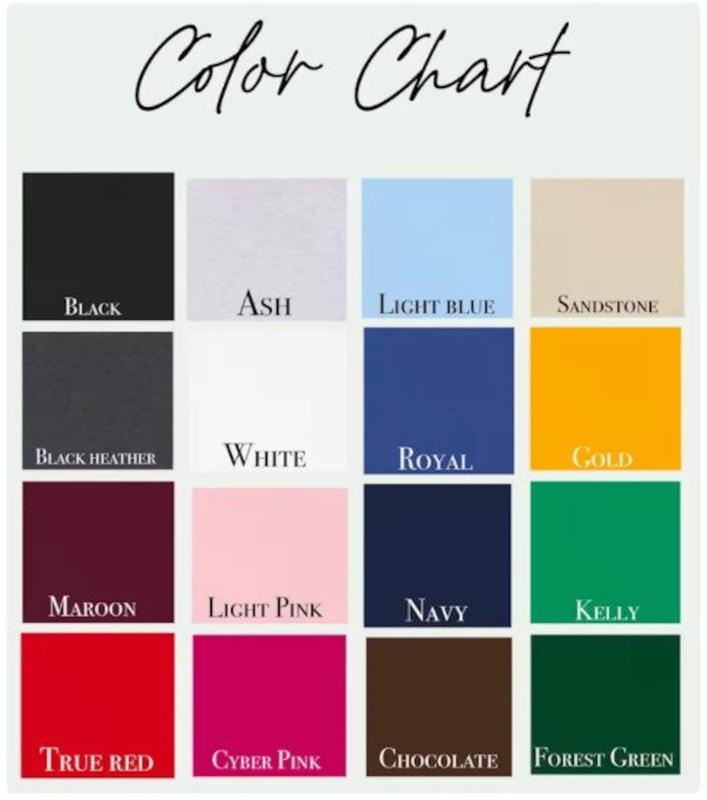 Color Chart
BLACK
ASH
LIGHT BLUE
SANDSTONE
BLACK HEATHER
WHITE
ROYAL
GOLD
MAROON
LIGHT PINK
NAVY
KELLY
TRUE RED
CYBER PINK
CHOCOLATE
FOREST GREEN